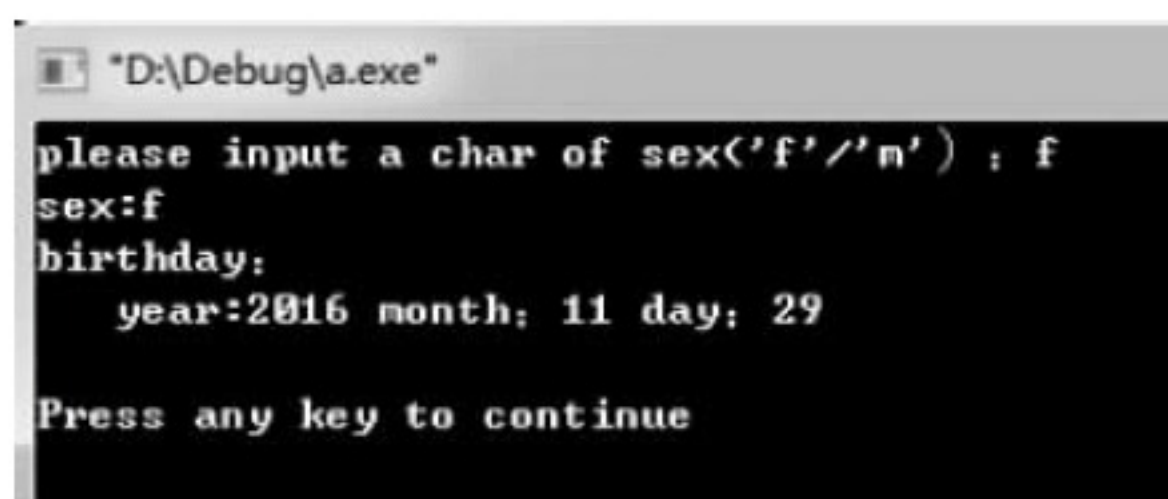 "D:\Debug\a.exe"
please input a char of sex('f'/'m') : f
sex:f
birthday:
year:2016 month: 11 day: 29
Press any key to continue